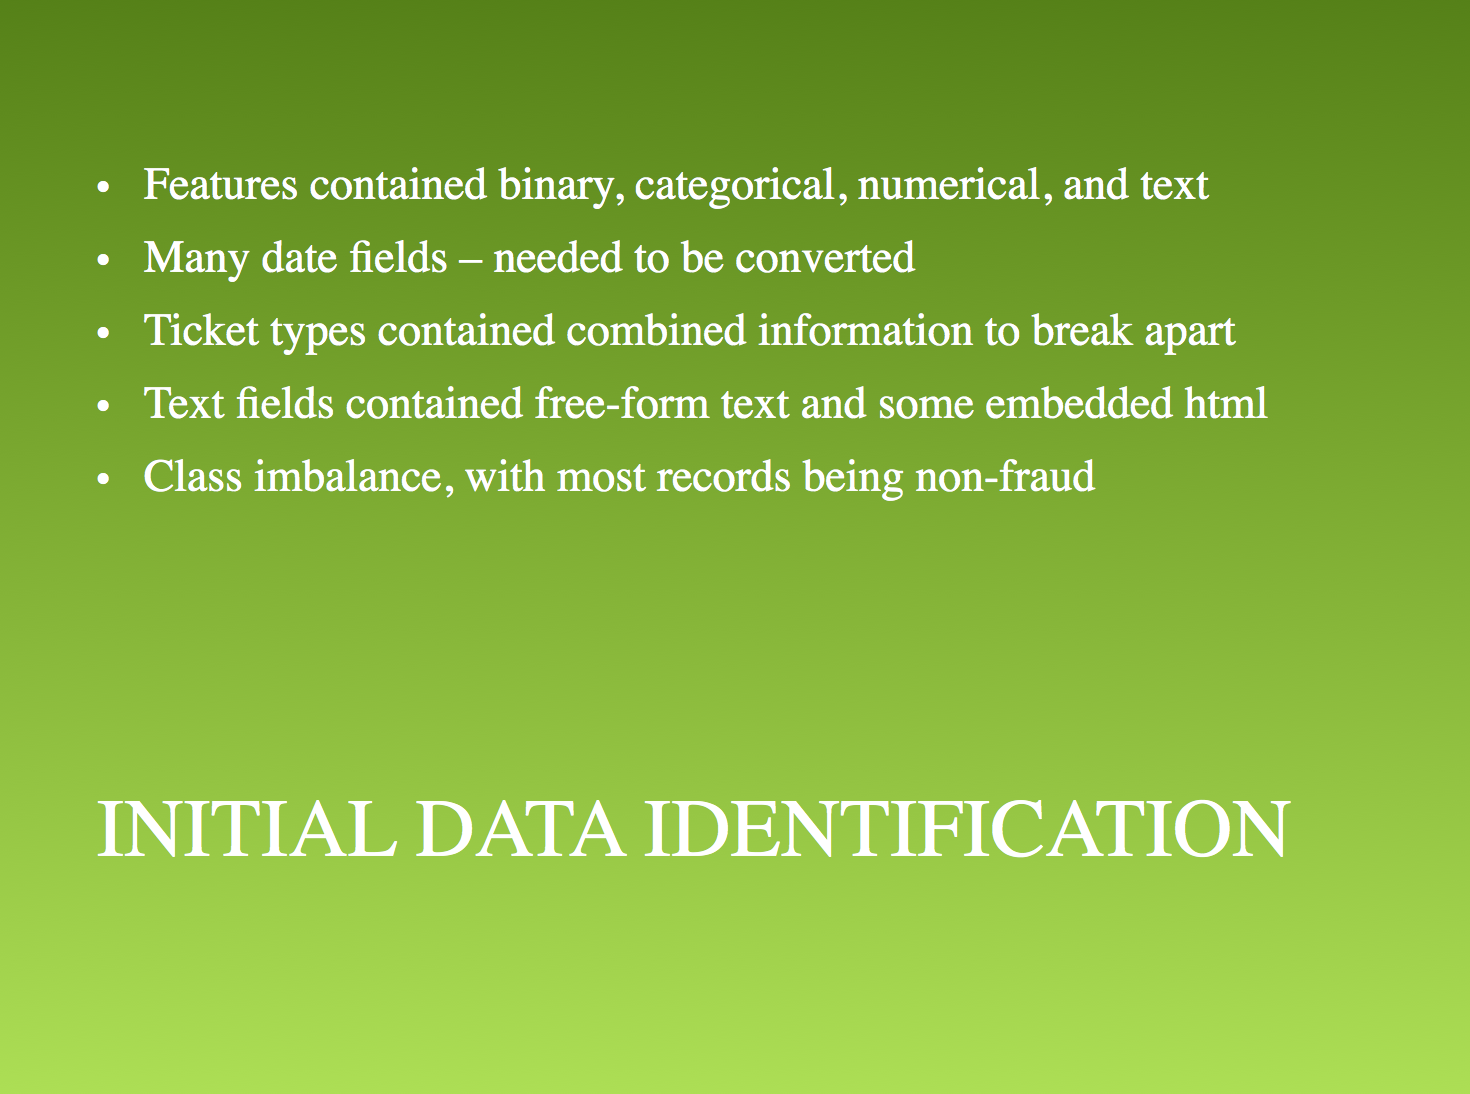 • Features contained binary, categorical, numerical, and text
• Many date fields – needed to be converted
• Ticket types contained combined information to break apart
• Text fields contained free-form text and some embedded html
• Class imbalance, with most records being non-fraud
INITIAL DATA IDENTIFICATION